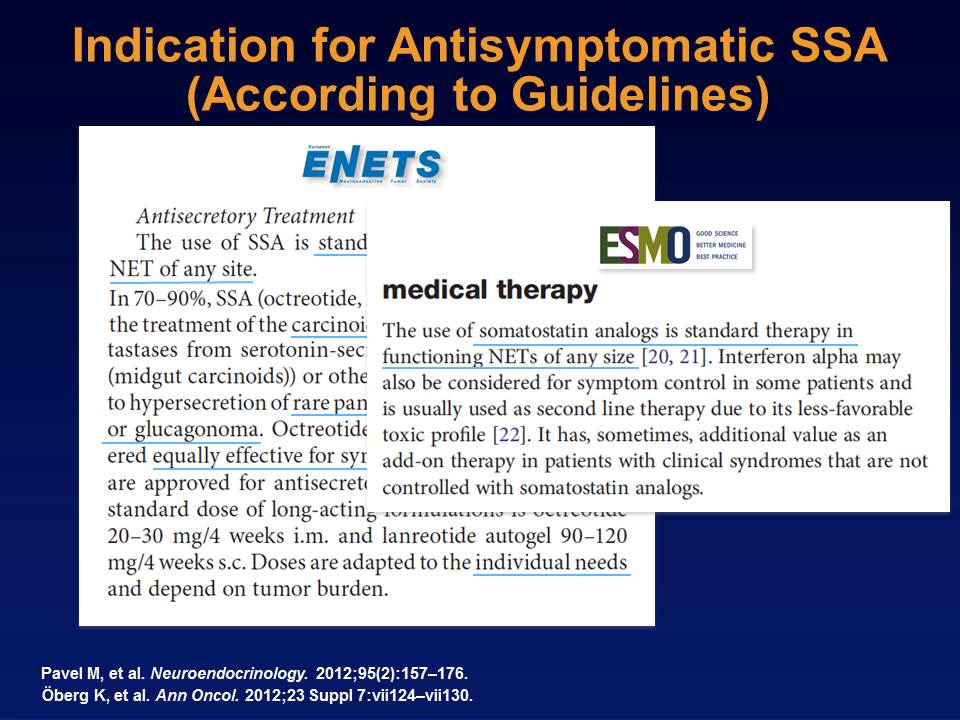 Indication for Antisymptomatic SSA
(According to Guidelines)
European
ENETS
Neuroendocrine Tumor Society
Antisecretory Treatment
The use of SSA is stand
NET of any site.
In 70–90%, SSA (octreotide,
the treatment of the carcinoi
tastases from serotonin-sec
(midgut carcinoids)) or othe
to hypersecretion of rare pan
or glucagonoma. Octreotide
ered equally effective for syr
are approved for antisecreto
standard dose of long-acting formulations is octreotide
20–30 mg/4 weeks i.m. and lanreotide autogel 90–120
mg/4 weeks s.c. Doses are adapted to the individual needs
and depend on tumor burden.
ESMO
GOOD SCIENCE
BETTER MEDICINE
BEST PRACTICE
medical therapy
The use of somatostatin analogs is standard therapy in
functioning NETs of any size [20, 21]. Interferon alpha may
also be considered for symptom control in some patients and
is usually used as second line therapy due to its less-favorable
toxic profile [22]. It has, sometimes, additional value as an
add-on therapy in patients with clinical syndromes that are not
controlled with somatostatin analogs.
Pavel M, et al. Neuroendocrinology. 2012;95(2):157–176.
Öberg K, et al. Ann Oncol. 2012;23 Suppl 7:vii124–vii130.